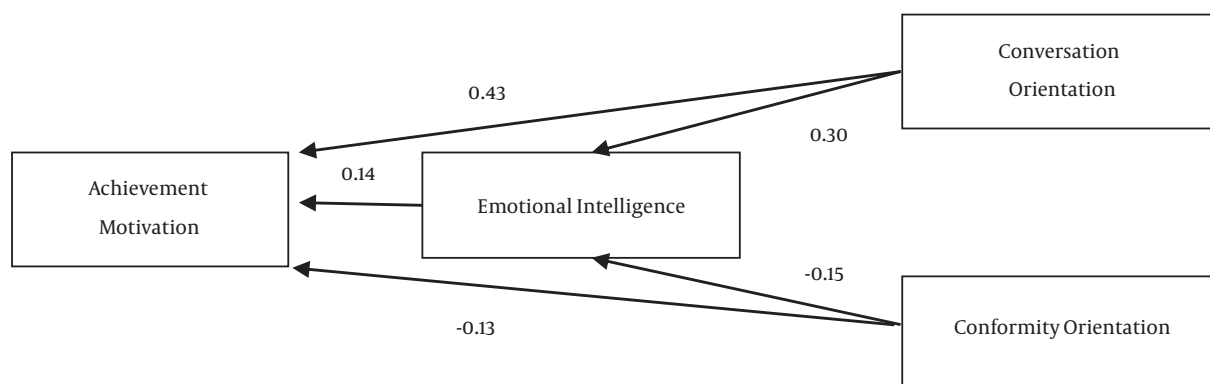 Conversation
Orientation
0.43
0.30
Achievement
Motivation
0.14
Emotional Intelligence
-0.15
-0.13
Conformity Orientation